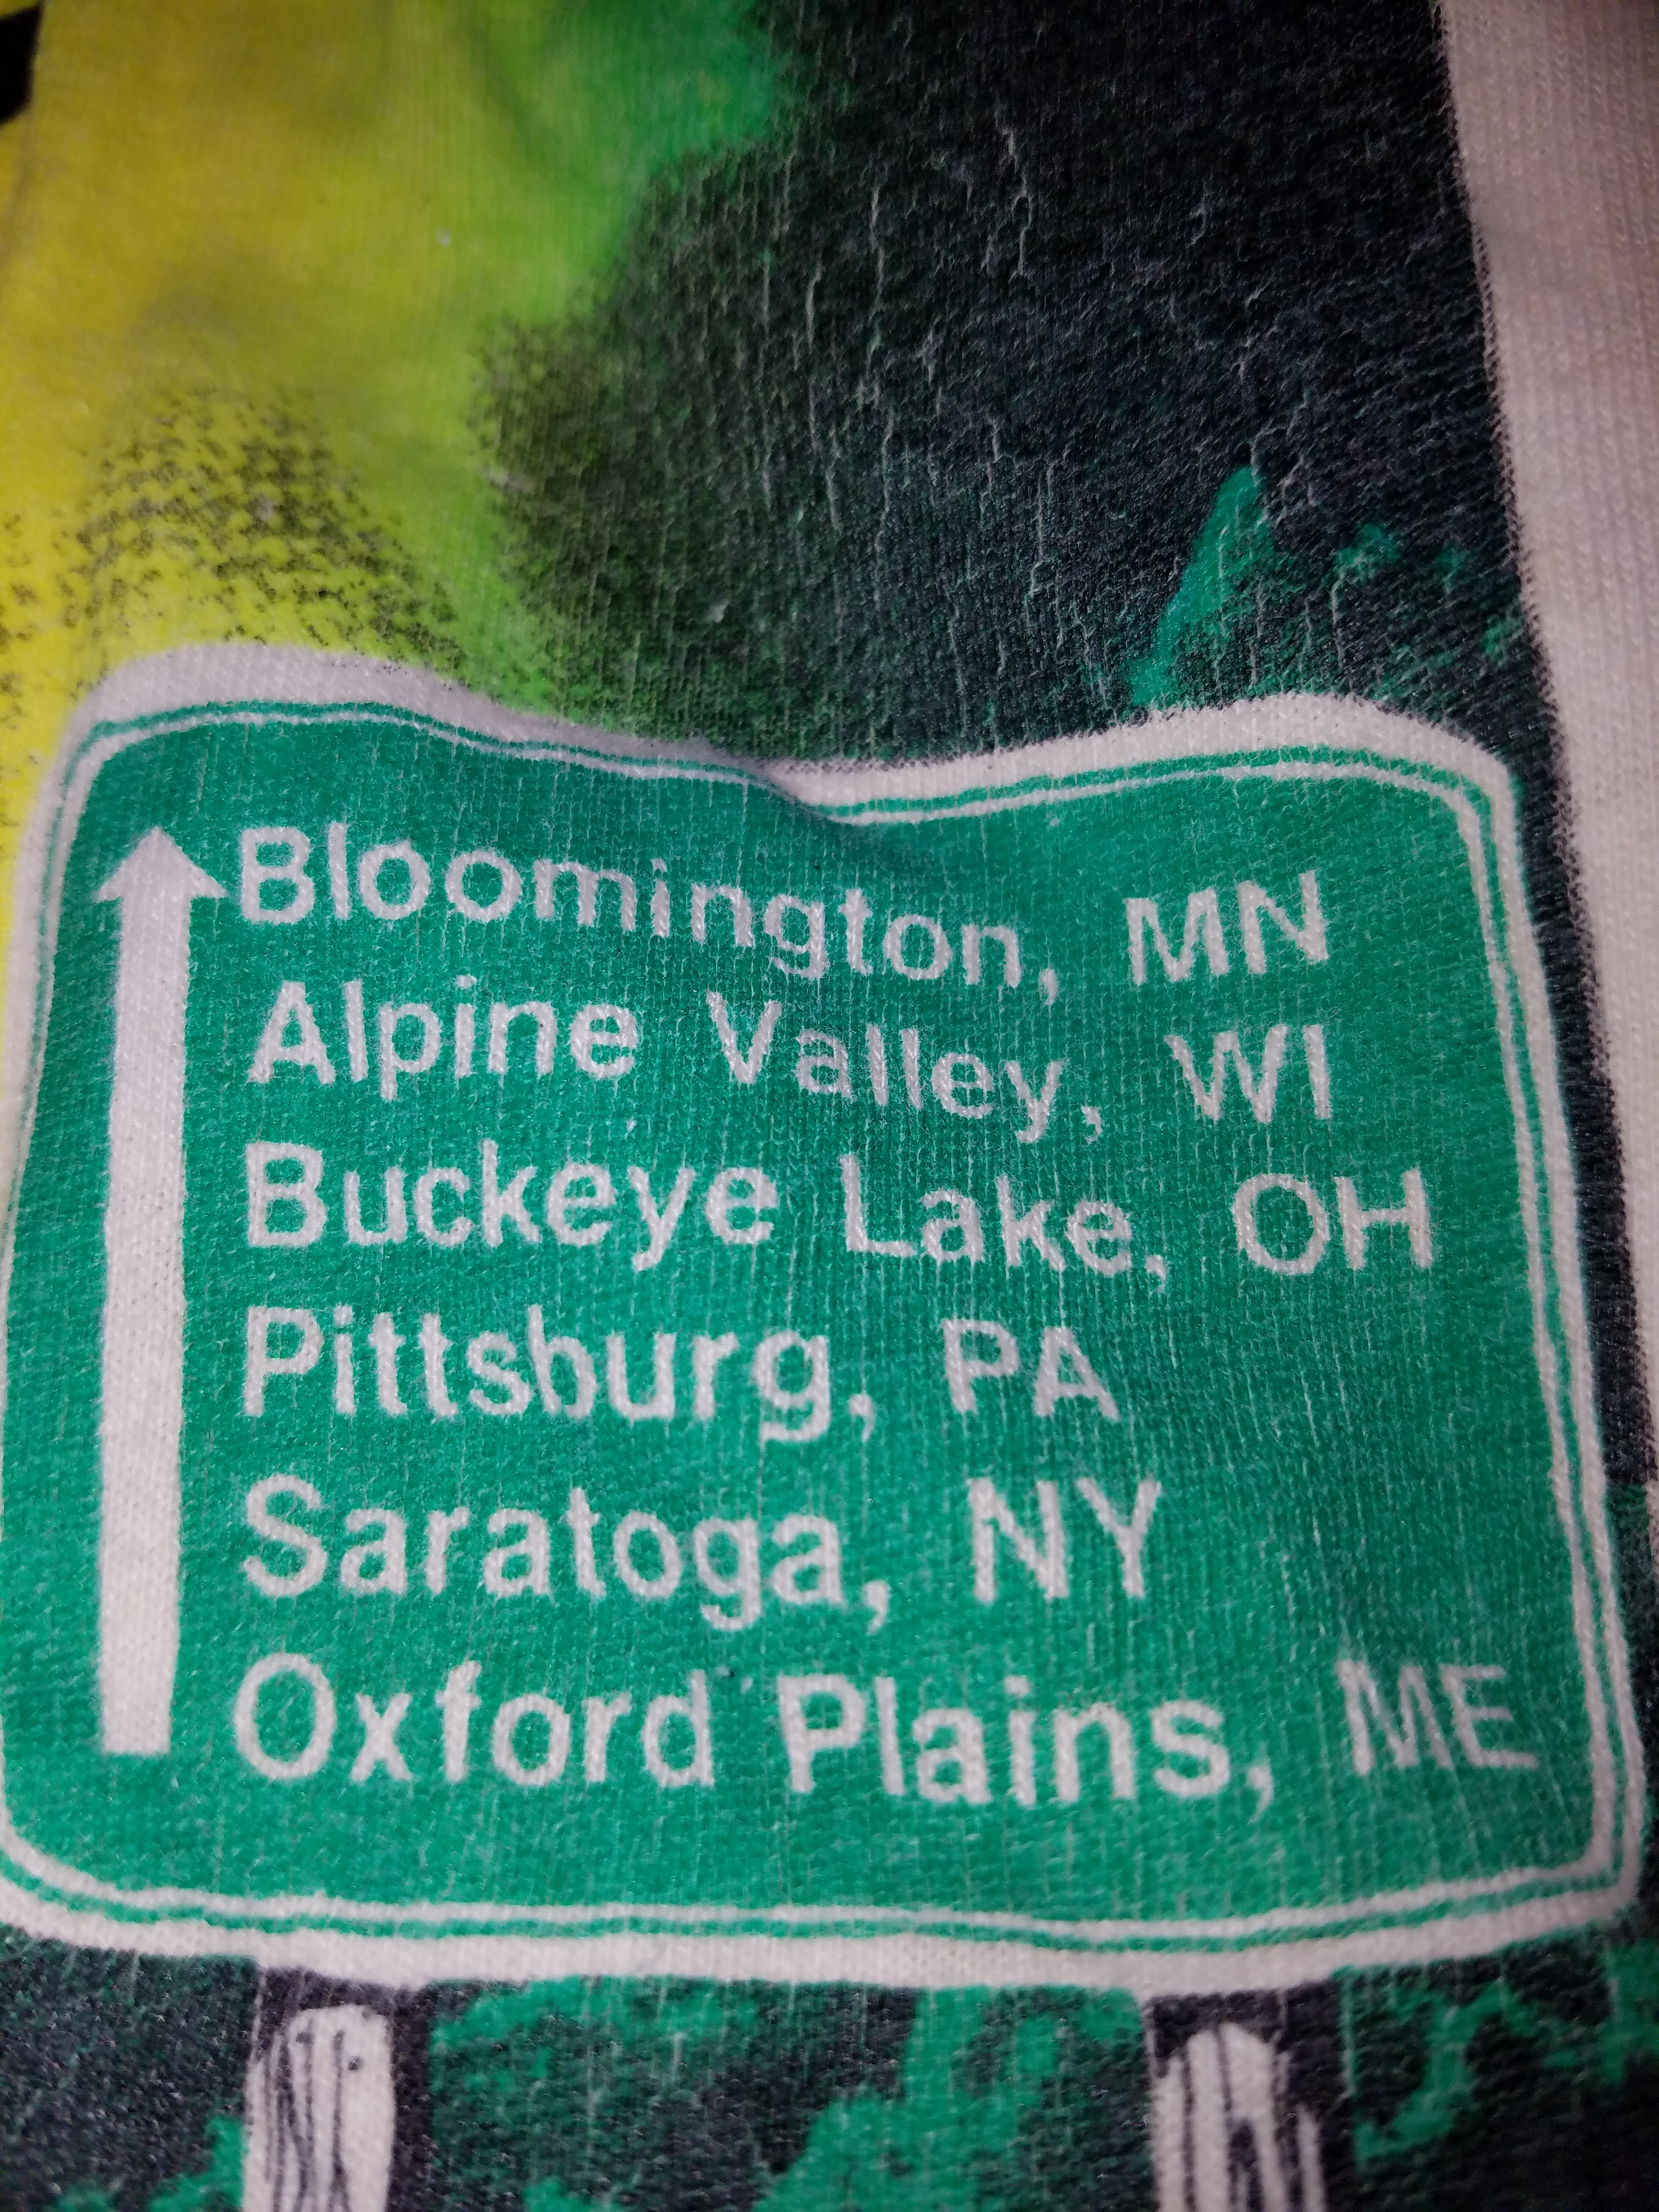 Bloomington, MN
Alpine Valley, WI
Buckeye Lake, OH
Pittsburg, PA
Saratoga, NY
Oxford Plains, ME